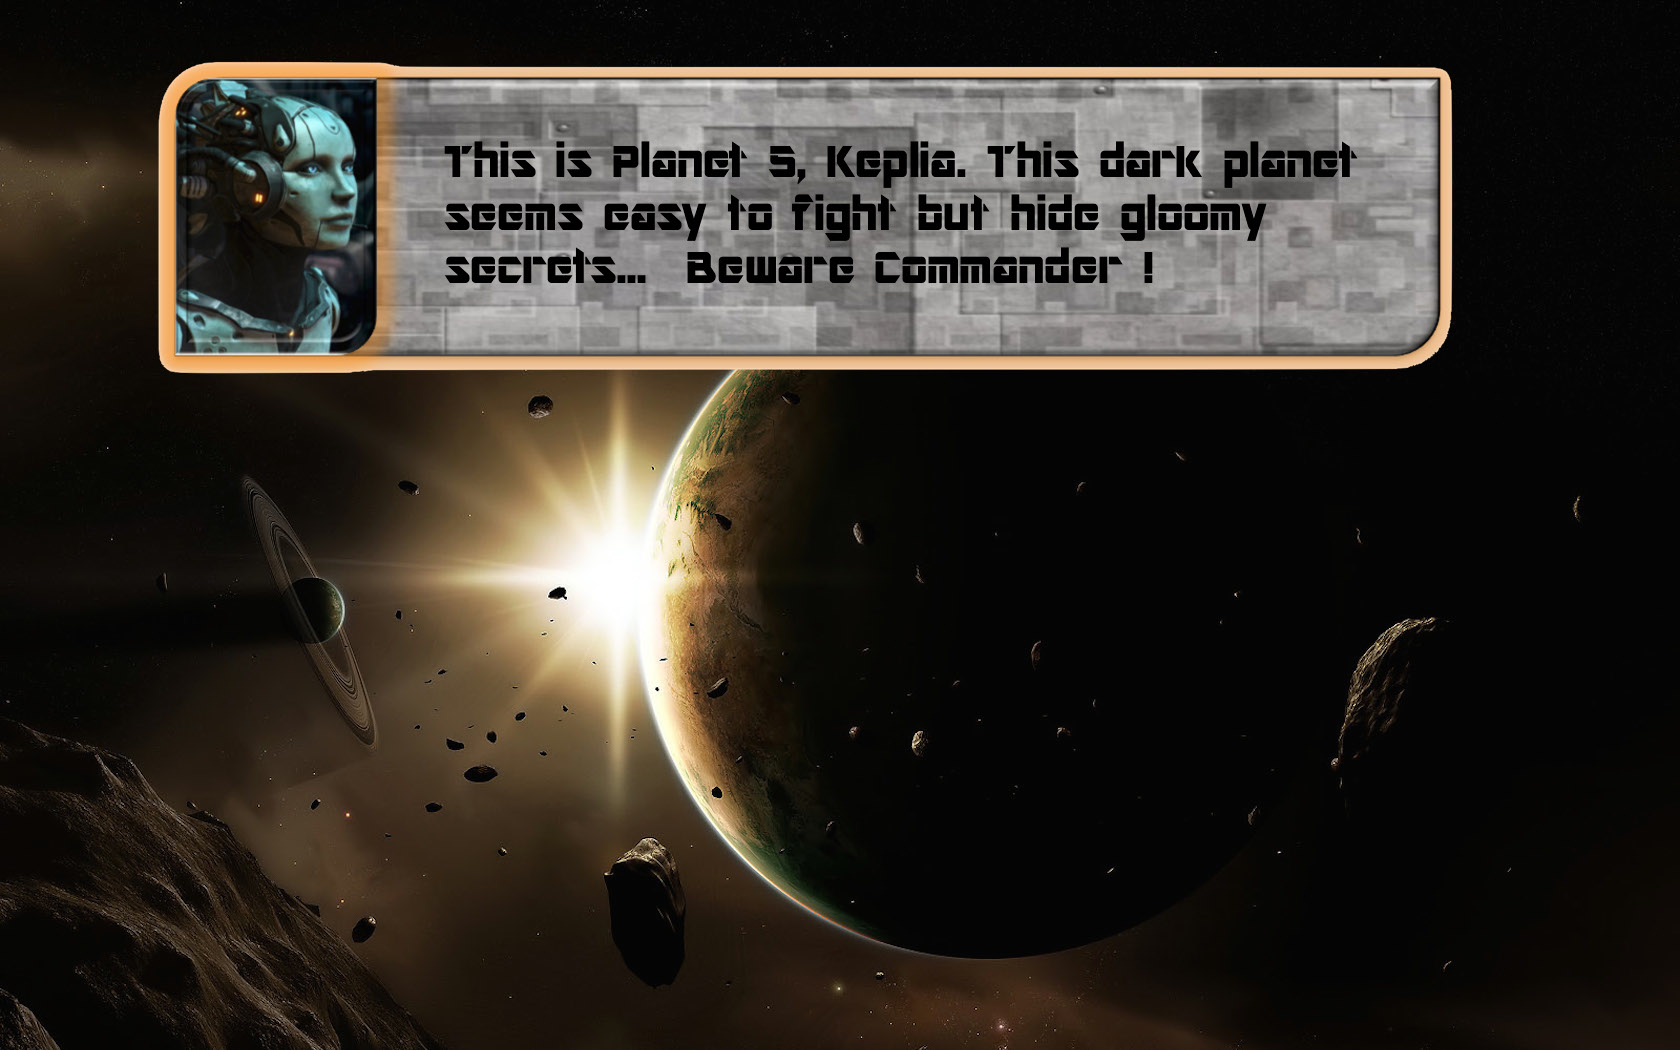 This is Planet 5, Keplia. This dark planet
seems easy to fight but hide gloomy
secrets... Beware Commander !